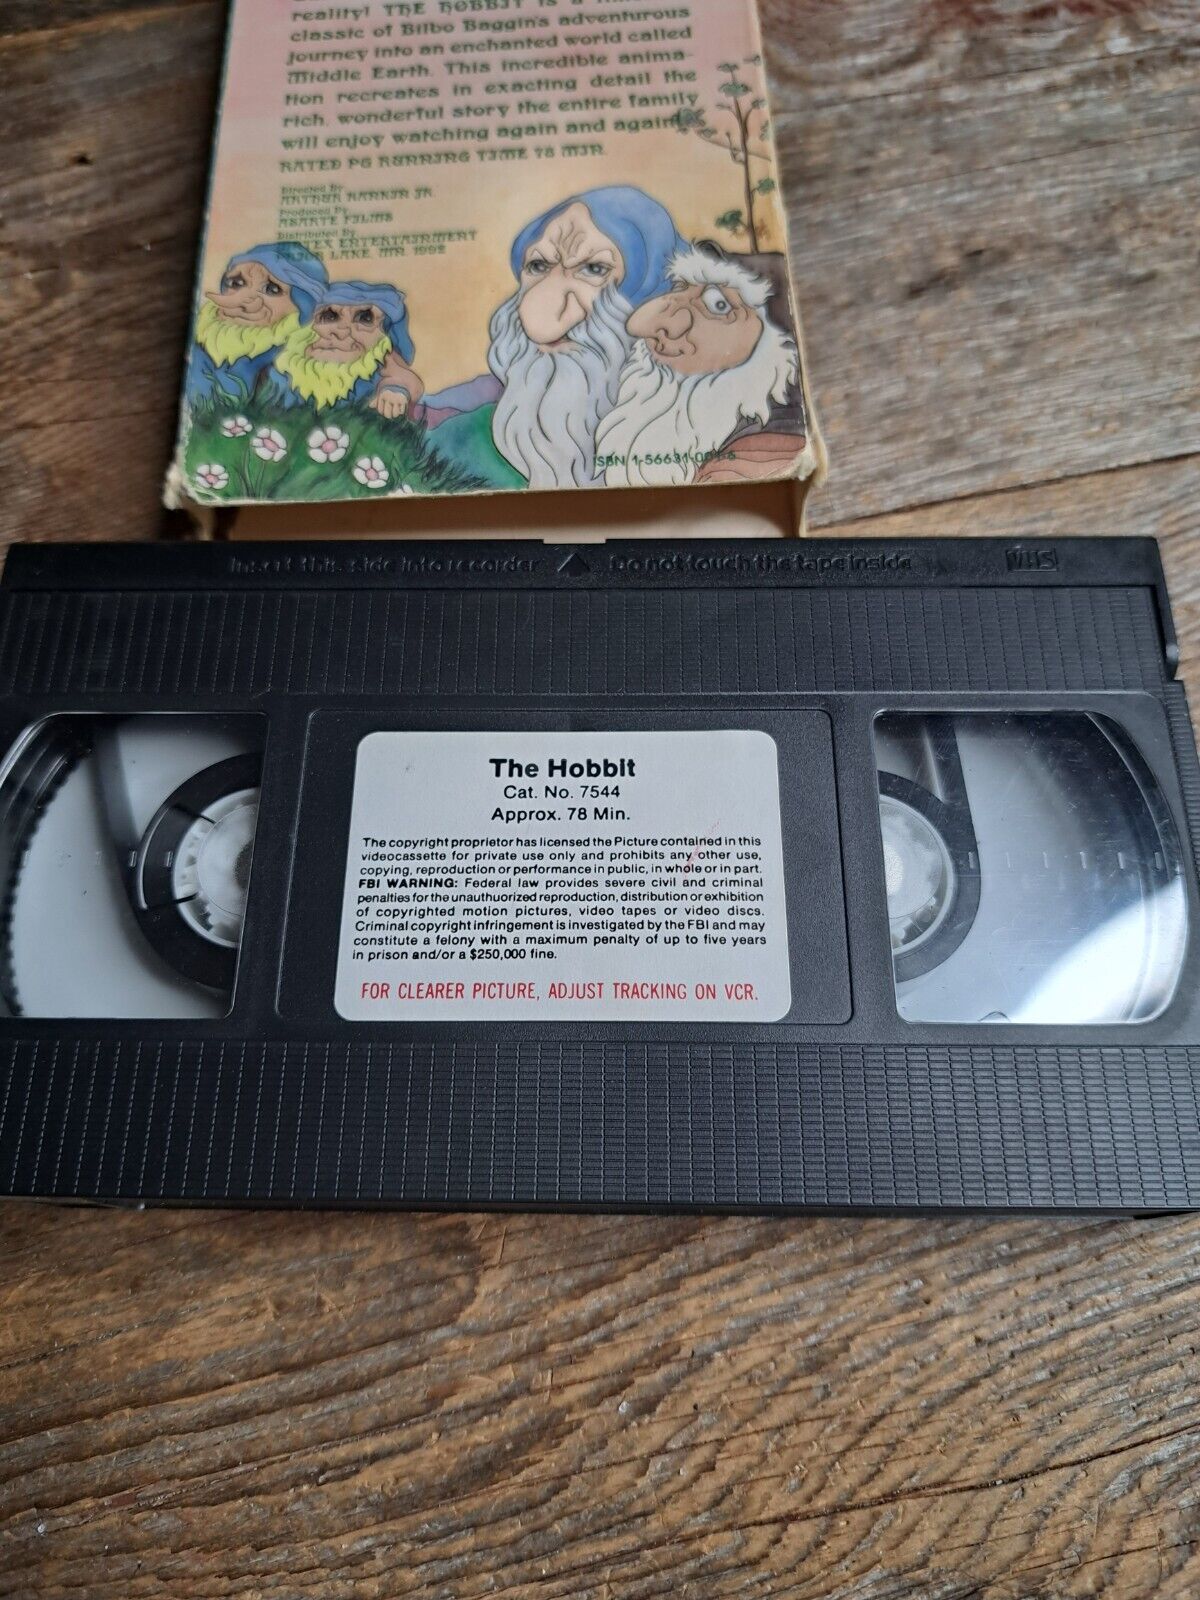 reality! THE HOBBIT is a
classic of Bilbo Baggin's adventurous
journey into an enchanted world called
Middle Earth. This incredible anima-
tion recreates in exacting detail the
rich, wonderful story the entire family
will enjoy watching again and again!
RATED PG RUNNING TIME 78 MIN.
Directed By
ARTHUR RANKIN JR.
Produced By
ABARTE FILMS
Distributed By
TEX ENTERTAINMENT
LAKE, MN. 1992
ISBN 1-56631-
Insert this side into recorder Do not touch the tape inside VHS
The Hobbit
Cat. No. 7544
Approx. 78 Min.
The copyright proprietor has licensed the Picture contained in this
videocassette for private use only and prohibits any other use,
copying, reproduction or performance in public, in whole or in part.
FBI WARNING: Federal law provides severe civil and criminal
penalties for the unauthuorized reproduction, distribution or exhibition
of copyrighted motion pictures, video tapes or video discs.
Criminal copyright infringement is investigated by the FBI and may
constitute a felony with a maximum penalty of up to five years
in prison and/or a $250,000 fine.
FOR CLEARER PICTURE, ADJUST TRACKING ON VCR.